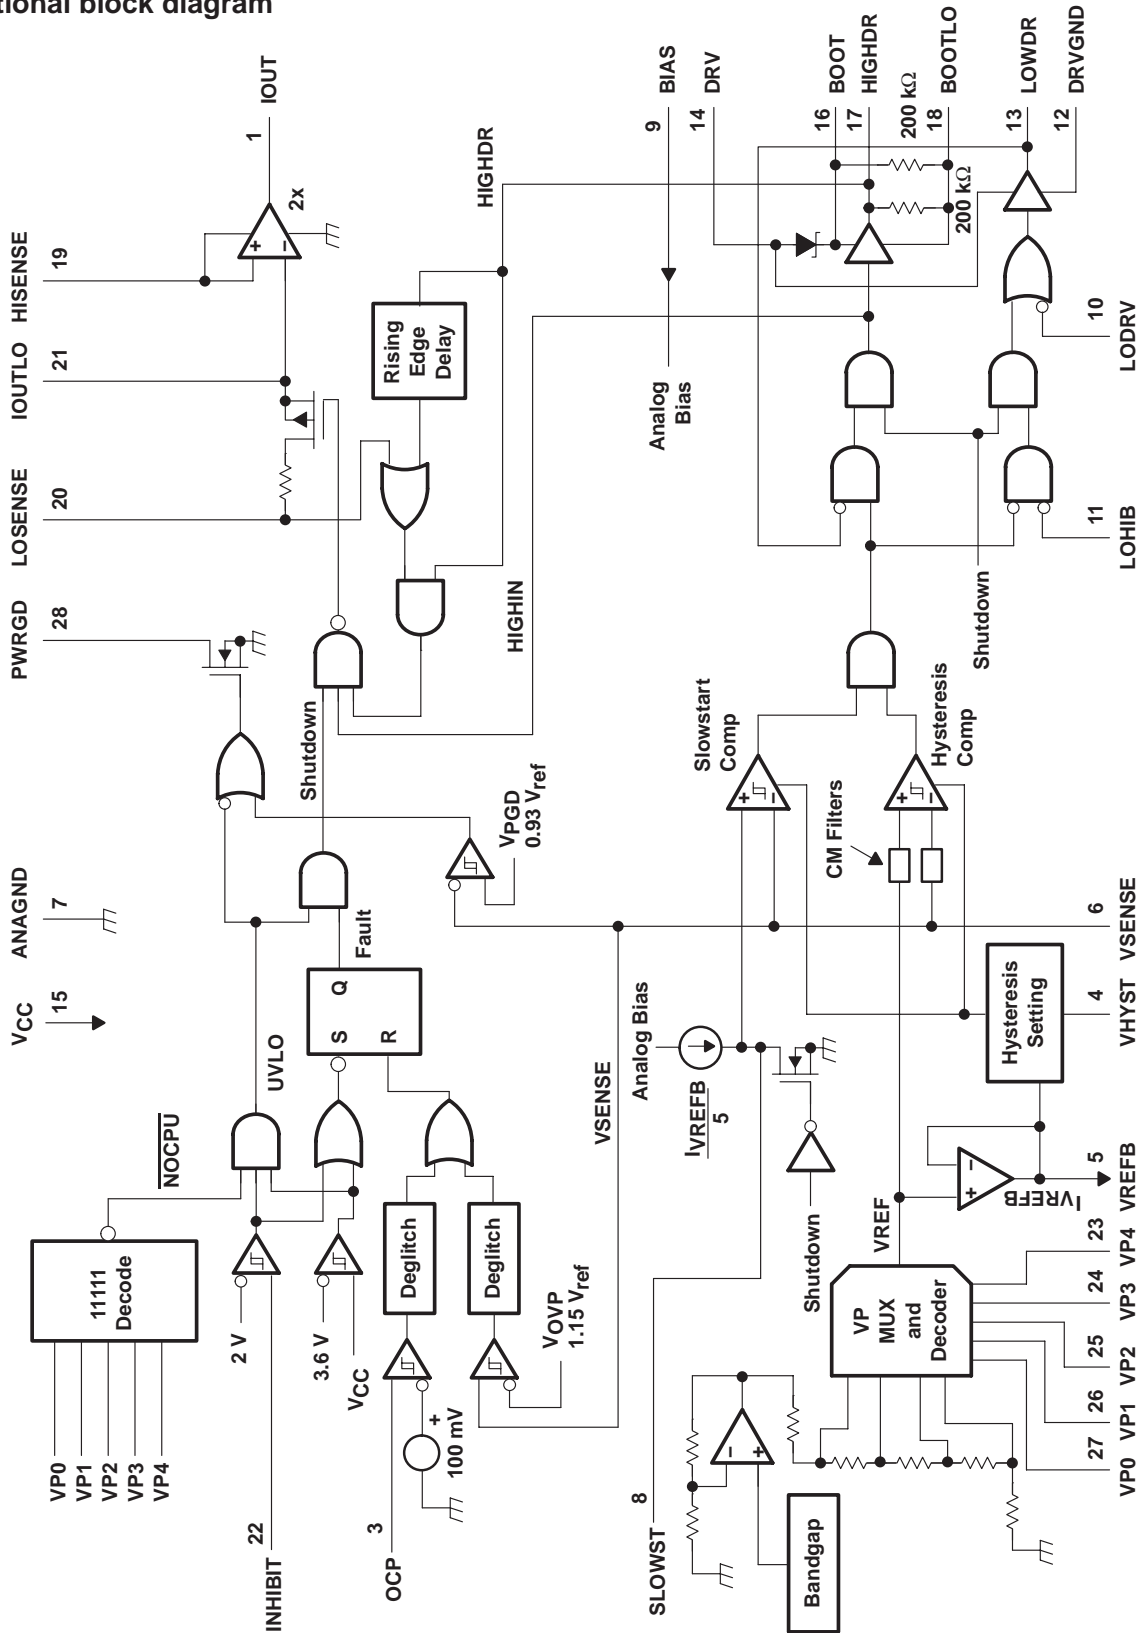 tional block diagram
VCC
15
ANAGND
7
PWRGD
28
LOSENSE
20
IOUTLO
21
HISENSE
19
VP0
VP1
VP2
VP3
VP4
11111
Decode
NOCPU
UVLO
INHIBIT
22
2 V
3.6 V
VCC
OCP
3
+
100 mV
Deglitch
Deglitch
VOVP
1.15 Vref
S
R
Q
Fault
Shutdown
VPGD
0.93 Vref
VSENSE
HIGHIN
Rising
Edge
Delay
HIGHDR
+
−
2x
1
IOUT
SLOWST
8
Bandgap
−
+
Shutdown
Analog Bias
IVREFB
5
Slowstart
Comp
+
−
Hysteresis
Comp
+
−
CM Filters
VREF
VP
MUX
and
Decoder
−
+
IVREFB
Hysteresis
Setting
Shutdown
Analog
Bias
9
BIAS
14
DRV
16
BOOT
17
HIGHDR
200 kΩ
18
BOOTLO
200 kΩ
13
LOWDR
12
DRVGND
27
VP0
26
VP1
25
VP2
24
VP3
23
VP4
5
VREFB
4
VHYST
6
VSENSE
11
LOHIB
10
LODRV